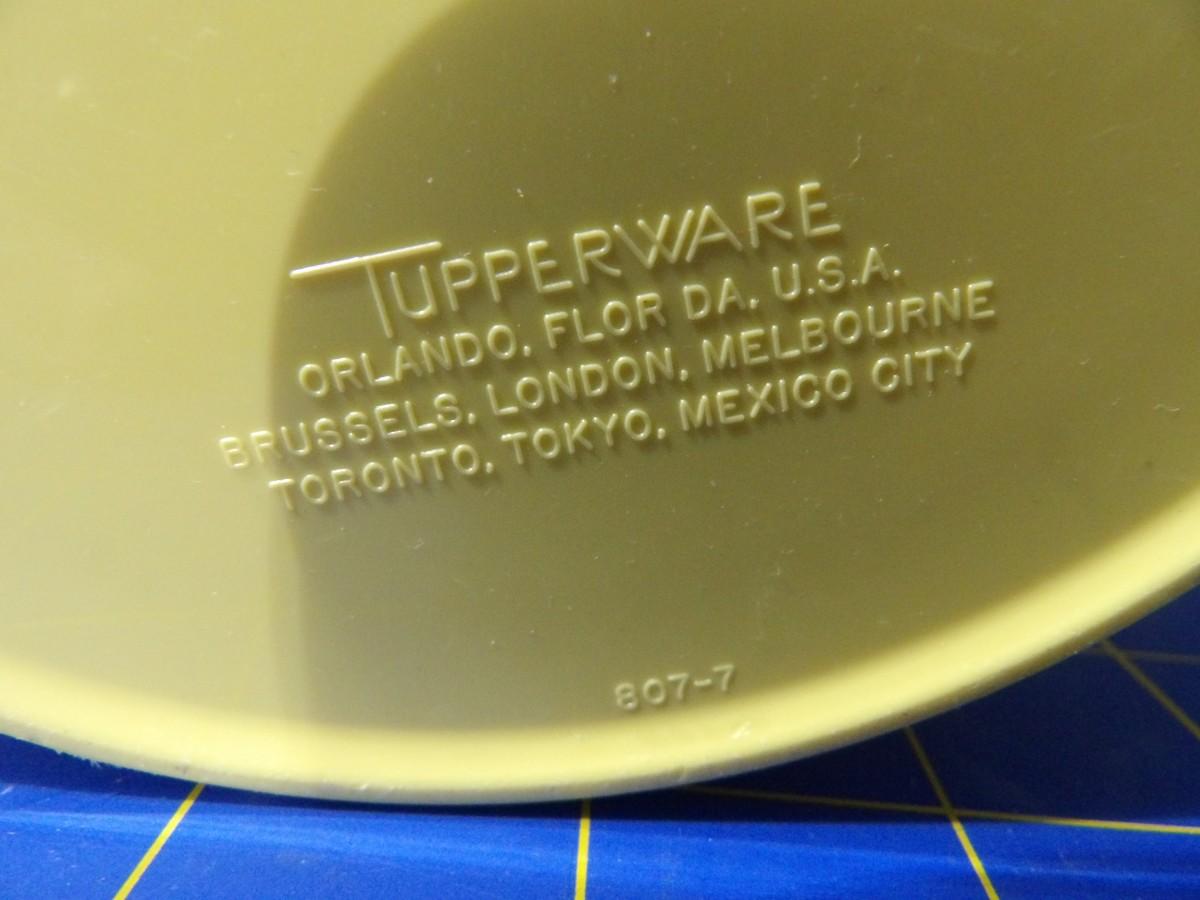 TUPPERWARE
ORLANDO, FLOR DA, U.S.A.
BRUSSELS, LONDON, MELBOURNE
TORONTO, TOKYO, MEXICO CITY
807-7